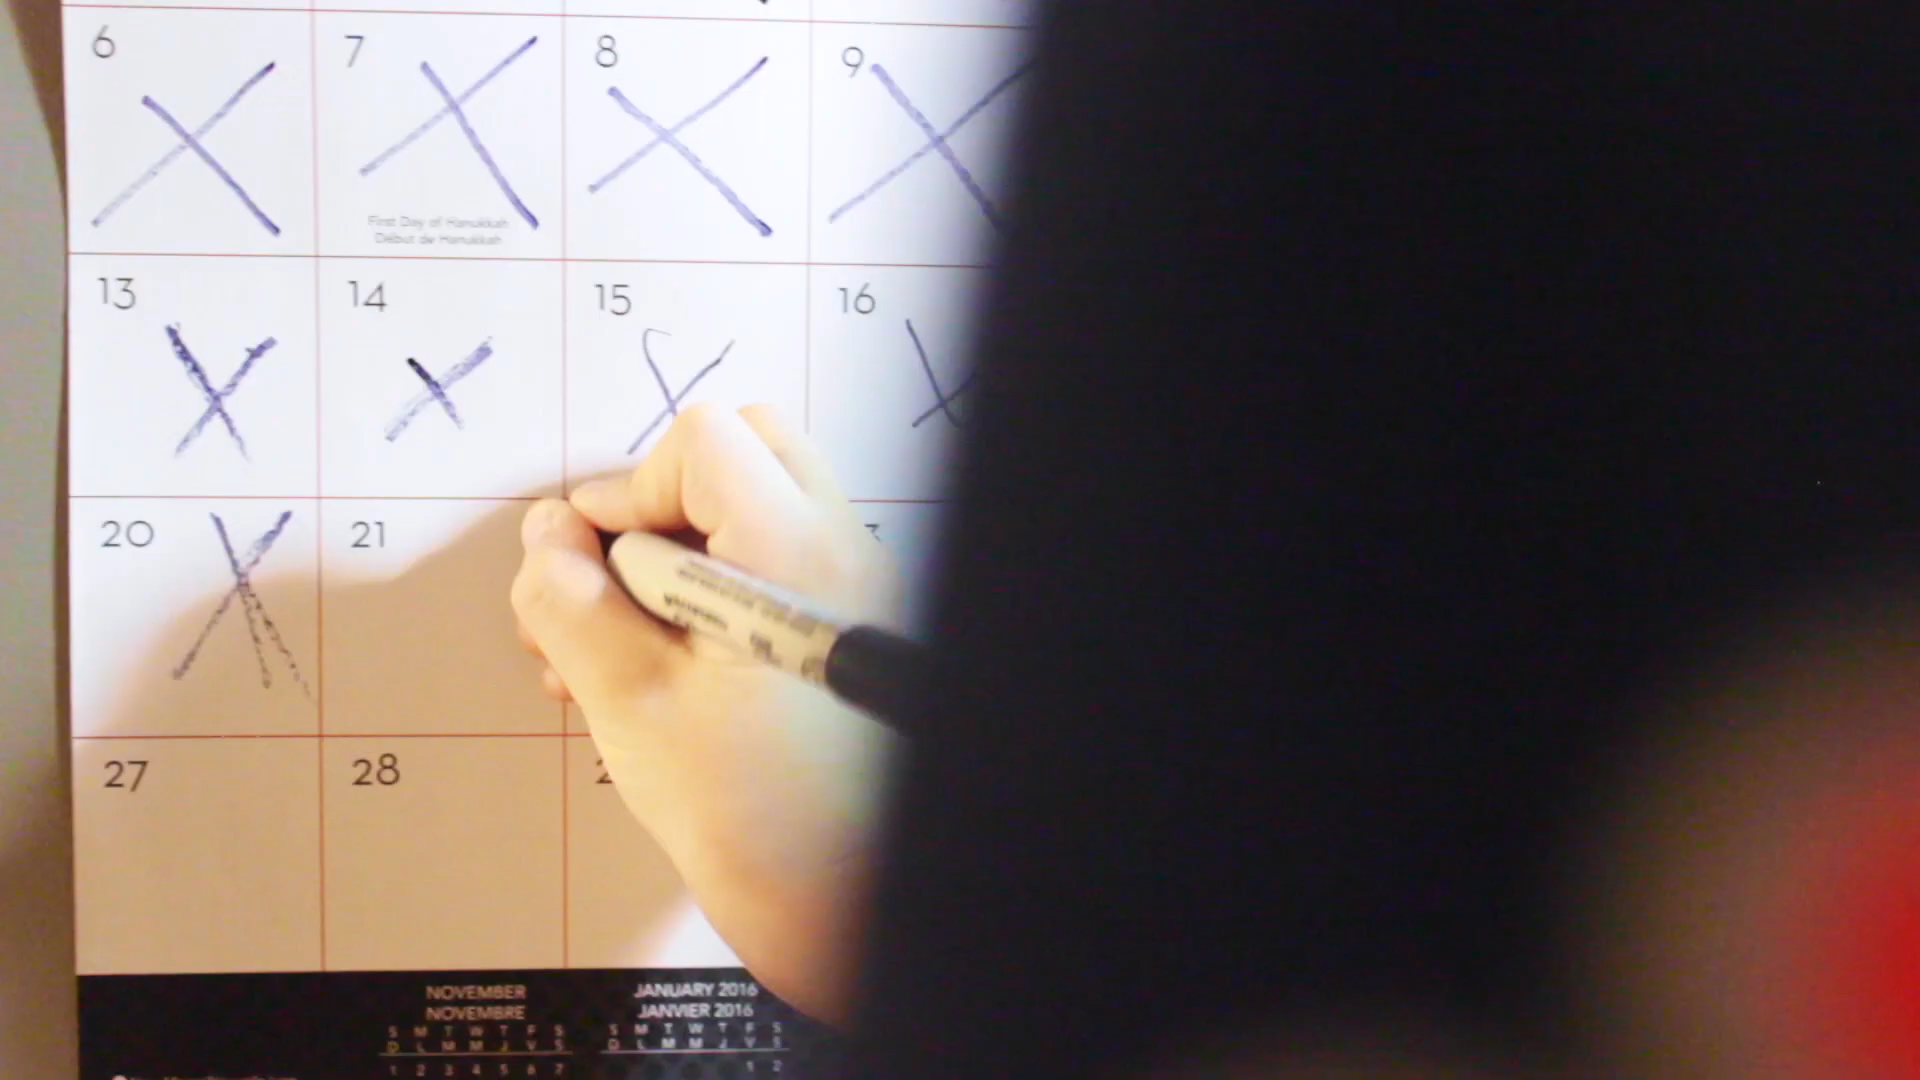 6 7 8 9
First Day of Hanukkah
Début de Hanukkah
13 14 15 16
20 21
27 28
NOVEMBER
NOVEMBRE
S M T W T F S
D L M M J V S
1 2 3 4 5 6 7
JANUARY 2016
JANVIER 2016
S M T W T F S
D L M M J V S
1 2